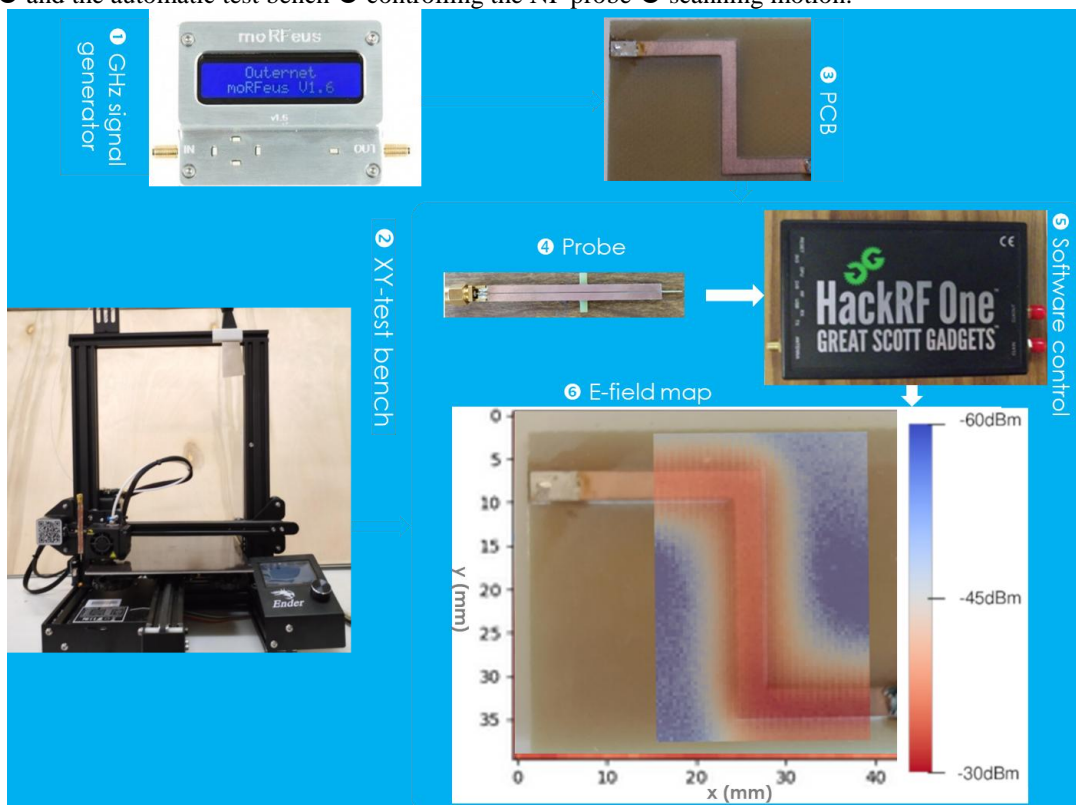 ❷ and the automatic test bench ❷ controlling the NF probe ❹ scanning motion.
❶ GHz signal
generator
moRFeus
Outernet
moRFeus V1.6
v1.6
IN
OUT
❸ PCB
❷ XY-test bench
❹ Probe
CE
HackRF One
GREAT SCOTT GADGETS
❺ Software control
Ender
❻ E-field map
0
5
10
15
20
25
30
35
y (mm)
0
10
20
30
40
x (mm)
-60dBm
-45dBm
-30dBm